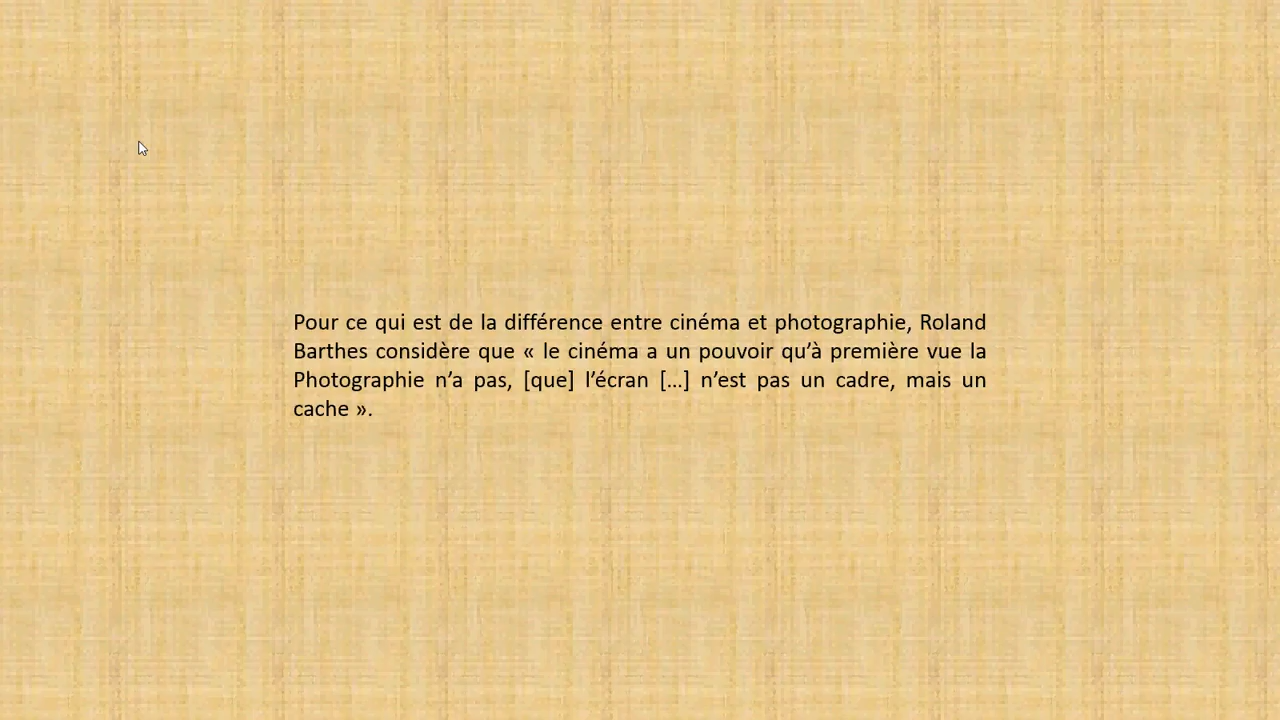 Pour ce qui est de la différence entre cinéma et photographie, Roland
Barthes considère que « le cinéma a un pouvoir qu’à première vue la
Photographie n’a pas, [que] l’écran […] n’est pas un cadre, mais un
cache ».